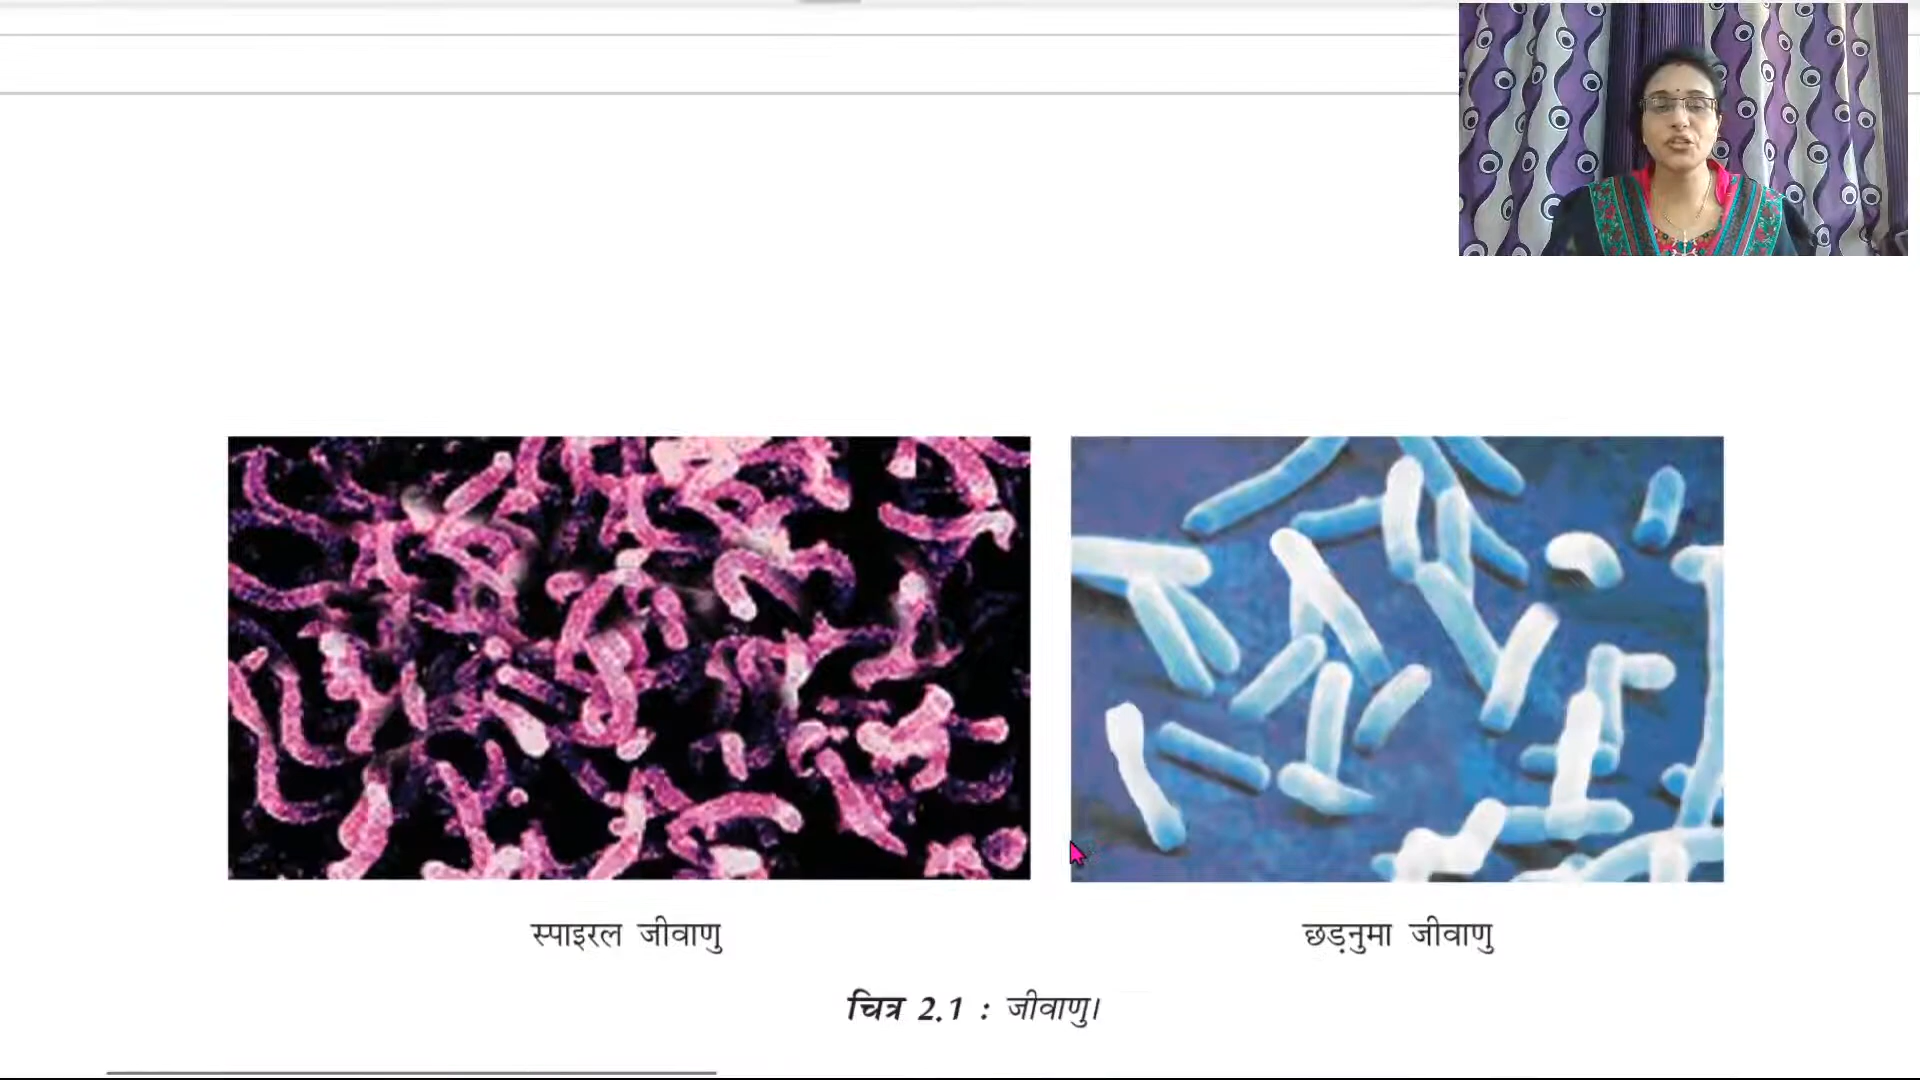 स्पाइरल जीवाणु
छड़नुमा जीवाणु
चित्र 2.1 : जीवाणु।